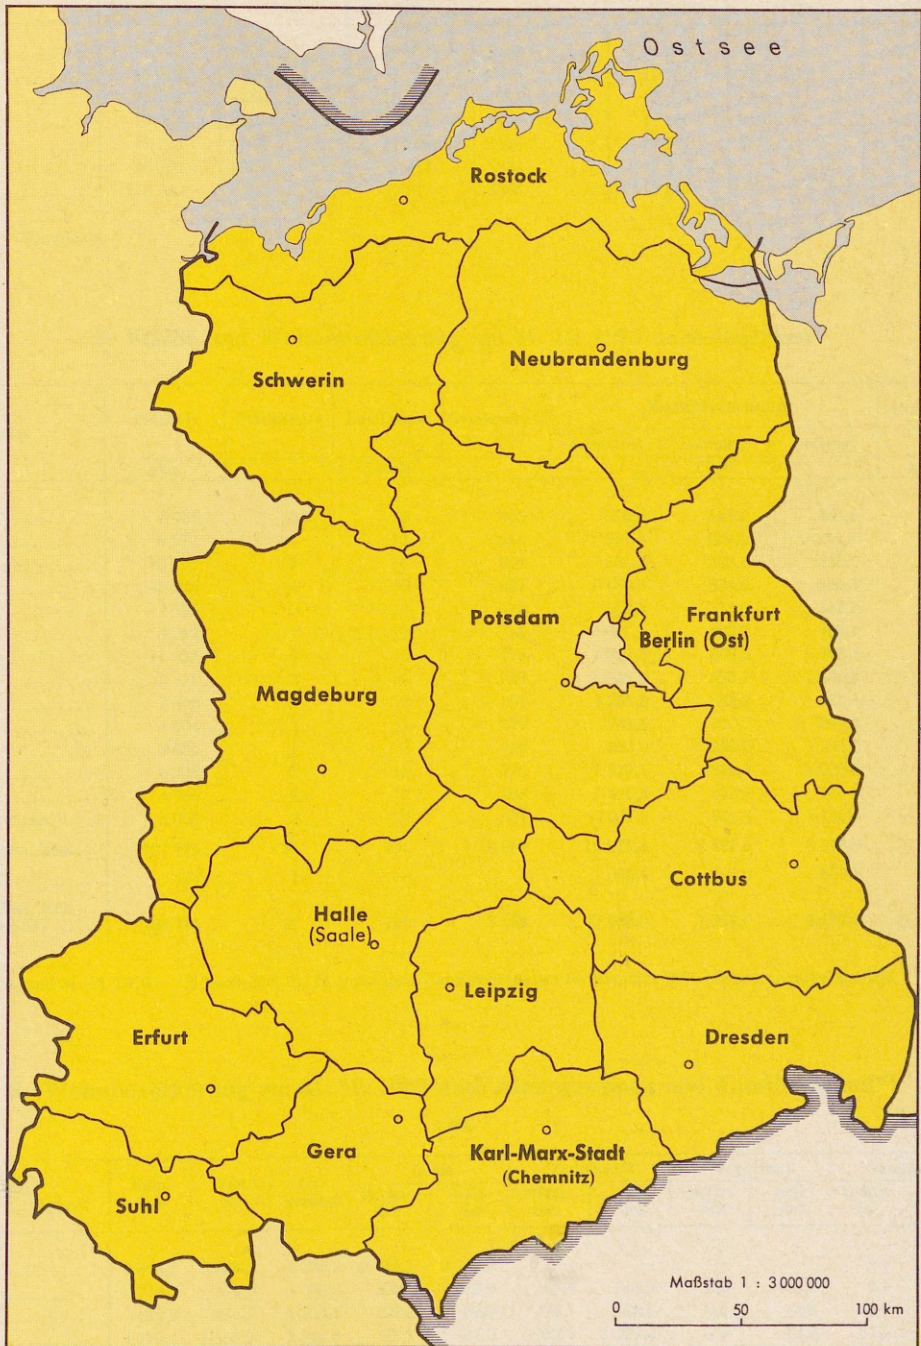 Ostsee
Rostock
Schwerin
Neubrandenburg
Potsdam
Frankfurt
Berlin (Ost)
Magdeburg
Cottbus
Halle
(Saale)
Leipzig
Erfurt
Dresden
Gera
Karl-Marx-Stadt
(Chemnitz)
Suhl
Maßstab 1 : 3 000 000
0 50 100 km